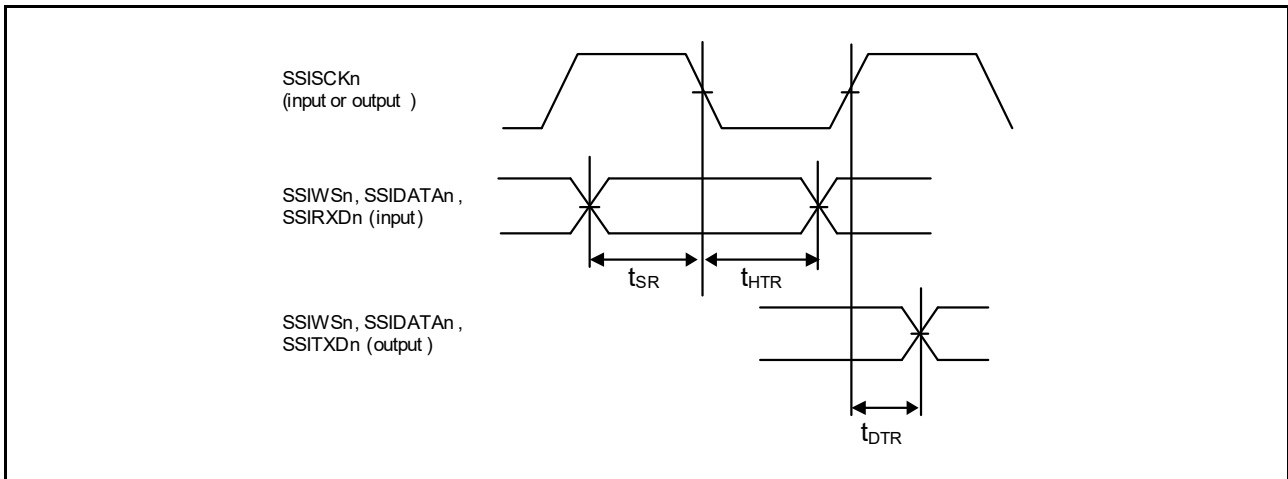 SSISCKn
(input or output )
SSIWSn, SSIDATAn ,
SSIRXDn (input)
tSR
tHTR
SSIWSn, SSIDATAn ,
SSITXDn (output )
tDTR